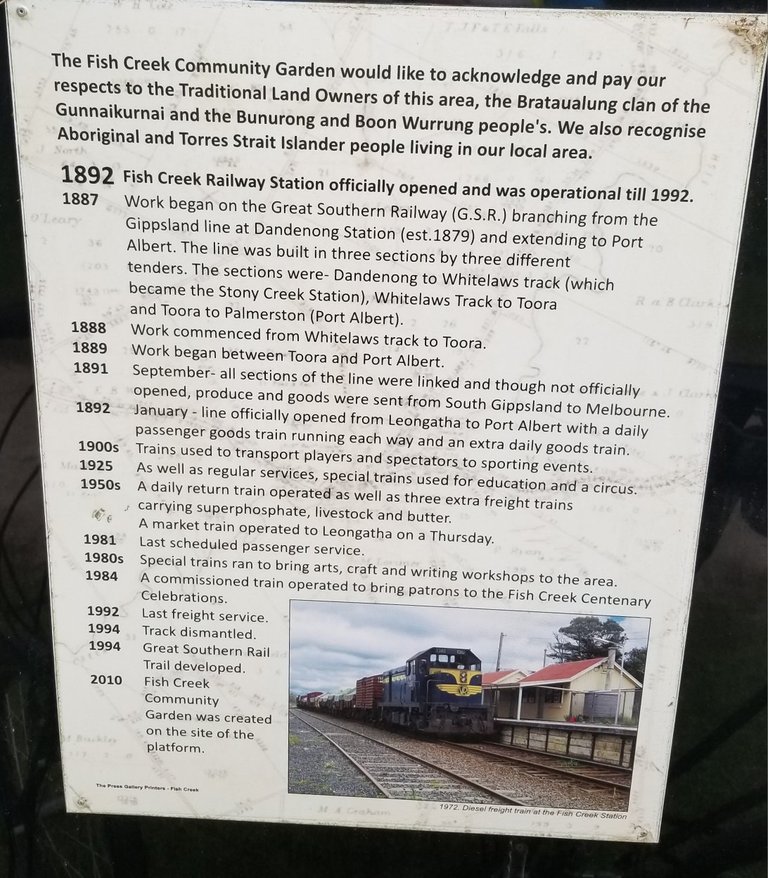 The Fish Creek Community Garden would like to acknowledge and pay our
respects to the Traditional Land Owners of this area, the Brataualung clan of the
Gunnaikurnai and the Bunurong and Boon Wurrung people's. We also recognise
Aboriginal and Torres Strait Islander people living in our local area.
1892 Fish Creek Railway Station officially opened and was operational till 1992.
1887 Work began on the Great Southern Railway (G.S.R.) branching from the
Gippsland line at Dandenong Station (est.1879) and extending to Port
Albert. The line was built in three sections by three different
tenders. The sections were- Dandenong to Whitelaws track (which
became the Stony Creek Station), Whitelaws Track to Toora
and Toora to Palmerston (Port Albert).
1888 Work commenced from Whitelaws track to Toora.
1889 Work began between Toora and Port Albert.
1891 September- all sections of the line were linked and though not officially
opened, produce and goods were sent from South Gippsland to Melbourne.
1892 January - line officially opened from Leongatha to Port Albert with a daily
passenger goods train running each way and an extra daily goods train.
1900s Trains used to transport players and spectators to sporting events.
1925 As well as regular services, special trains used for education and a circus.
1950s A daily return train operated as well as three extra freight trains
carrying superphosphate, livestock and butter.
A market train operated to Leongatha on a Thursday.
1981 Last scheduled passenger service.
1980s Special trains ran to bring arts, craft and writing workshops to the area.
1984 A commissioned train operated to bring patrons to the Fish Creek Centenary
Celebrations.
1992 Last freight service.
1994 Track dismantled.
1994 Great Southern Rail
Trail developed.
2010 Fish Creek
Community
Garden was created
on the site of the
platform.
The Press Gallery Printers - Fish Creek
1972. Diesel freight train at the Fish Creek Station